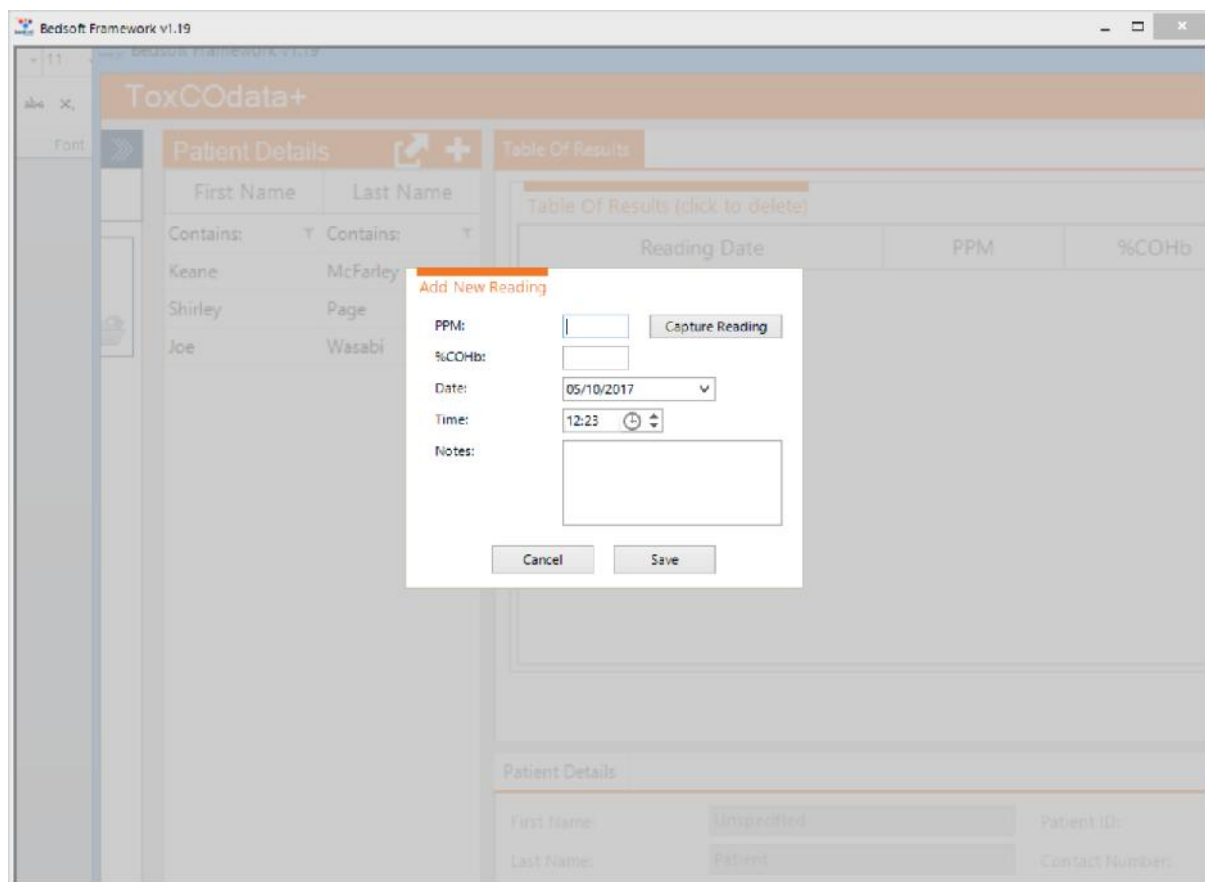 Bedsoft Framework v1.19
11
Bedsoft Framework v1.19
abc X,
ToxCOdata+
Font
Patient Details
Table Of Results
First Name Last Name
Table Of Results (click to delete)
Contains: Contains:
Reading Date PPM %COHb
Keane McFarley
Shirley Page
Joe Wasabi
Add New Reading
PPM: Capture Reading
%COHb:
Date: 05/10/2017
Time: 12:23
Notes:
Cancel Save
Patient Details
First Name: Unspecified Patient ID:
Last Name: Patient Contact Number: